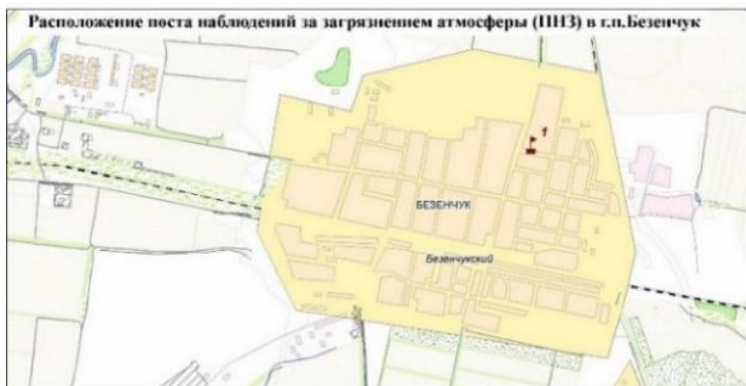 Расположение поста наблюдений за загрязнением атмосферы (ПНЗ) в г.п.Безенчук
1
БЕЗЕНЧУК
Безенчукский